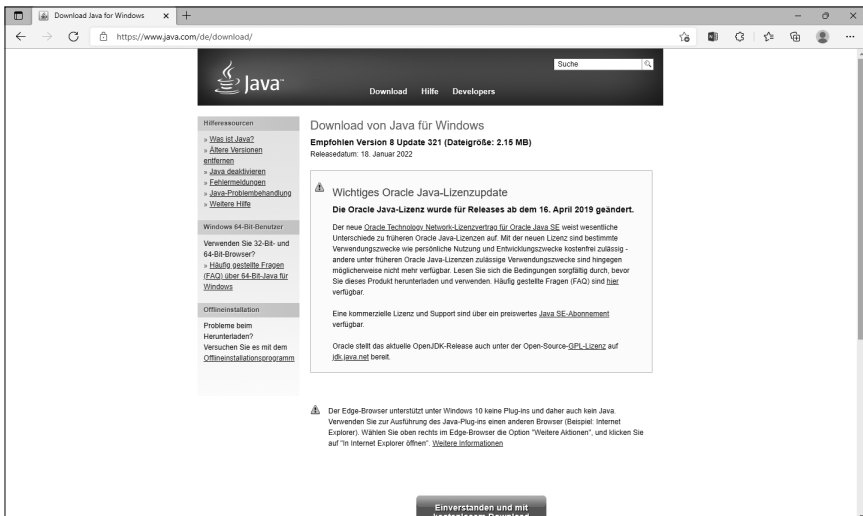 Download Java for Windows
https://www.java.com/de/download/
Java™
Suche
Download Hilfe Developers
Hilferessourcen
» Was ist Java?
» Ältere Versionen
entfernen
» Java deaktivieren
» Fehlermeldungen
» Java-Problembehandlung
» Weitere Hilfe
Windows 64-Bit-Benutzer
Verwenden Sie 32-Bit- und
64-Bit-Browser?
» Häufig gestellte Fragen
(FAQ) über 64-Bit-Java für
Windows
Offlineinstallation
Probleme beim
Herunterladen?
Versuchen Sie es mit dem
Offlineinstallationsprogramm
Download von Java für Windows
Empfohlen Version 8 Update 321 (Dateigröße: 2.15 MB)
Releasedatum: 18. Januar 2022
Wichtiges Oracle Java-Lizenzupdate
Die Oracle Java-Lizenz wurde für Releases ab dem 16. April 2019 geändert.
Der neue Oracle Technology Network-Lizenzvertrag für Oracle Java SE weist wesentliche
Unterschiede zu früheren Oracle Java-Lizenzen auf. Mit der neuen Lizenz sind bestimmte
Verwendungszwecke wie persönliche Nutzung und Entwicklungszwecke kostenfrei zulässig -
andere unter früheren Oracle Java-Lizenzen zulässige Verwendungszwecke sind hingegen
möglicherweise nicht mehr verfügbar. Lesen Sie sich die Bedingungen sorgfältig durch, bevor
Sie dieses Produkt herunterladen und verwenden. Häufig gestellte Fragen (FAQ) sind hier
verfügbar.
Eine kommerzielle Lizenz und Support sind über ein preiswertes Java SE-Abonnement
verfügbar.
Oracle stellt das aktuelle OpenJDK-Release auch unter der Open-Source-GPL-Lizenz auf
jdk.java.net bereit.
Der Edge-Browser unterstützt unter Windows 10 keine Plug-ins und daher auch kein Java.
Verwenden Sie zur Ausführung des Java-Plug-ins einen anderen Browser (Beispiel: Internet
Explorer). Wählen Sie oben rechts im Edge-Browser die Option "Weitere Aktionen", und klicken Sie
auf "In Internet Explorer öffnen". Weitere Informationen
Einverstanden und mit
kostenlosem Download